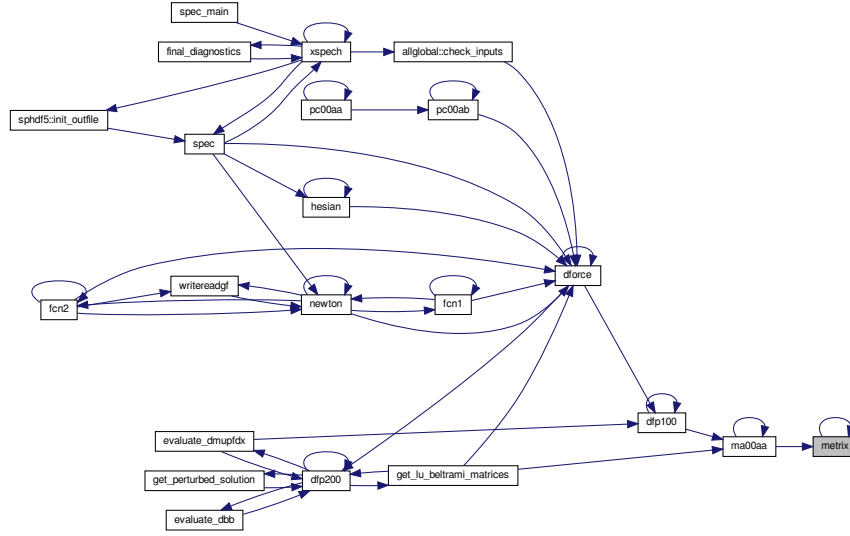 spec_main
final_diagnostics
xspech
allglobal::check_inputs
pc00aa
pc00ab
sphdf5::init_outfile
spec
hesian
dforce
writereadgf
fcn2
newton
fcn1
dfp100
evaluate_dmupfdx
ma00aa
metrix
get_perturbed_solution
dfp200
get_lu_beltrami_matrices
evaluate_dbb